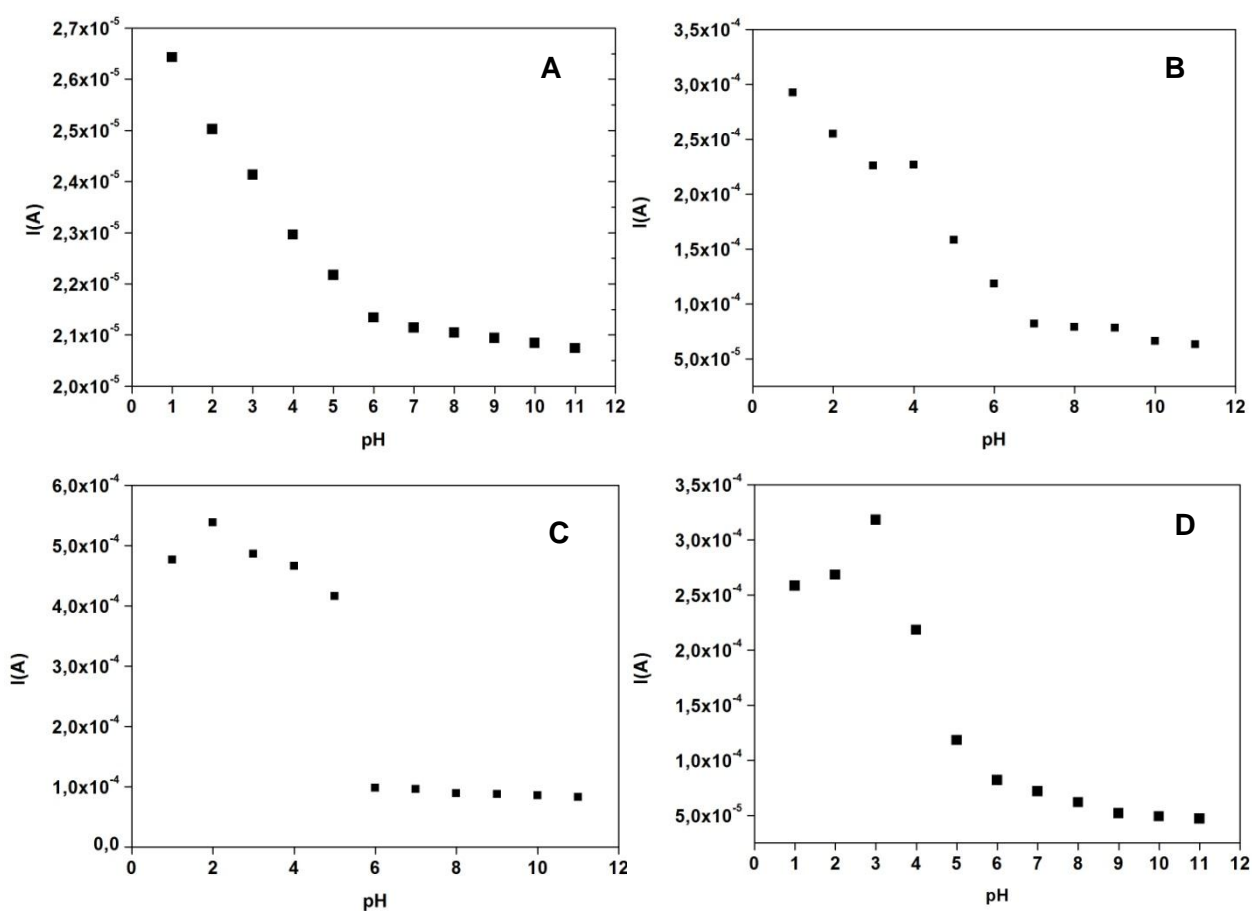 A
I(A)
2,7x10⁻⁵
2,6x10⁻⁵
2,5x10⁻⁵
2,4x10⁻⁵
2,3x10⁻⁵
2,2x10⁻⁵
2,1x10⁻⁵
2,0x10⁻⁵
0 1 2 3 4 5 6 7 8 9 10 11 12
pH
B
I(A)
3,5x10⁻⁴
3,0x10⁻⁴
2,5x10⁻⁴
2,0x10⁻⁴
1,5x10⁻⁴
1,0x10⁻⁴
5,0x10⁻⁵
0 2 4 6 8 10 12
pH
C
I(A)
6,0x10⁻⁴
5,0x10⁻⁴
4,0x10⁻⁴
3,0x10⁻⁴
2,0x10⁻⁴
1,0x10⁻⁴
0,0
0 2 4 6 8 10 12
pH
D
I(A)
3,5x10⁻⁴
3,0x10⁻⁴
2,5x10⁻⁴
2,0x10⁻⁴
1,5x10⁻⁴
1,0x10⁻⁴
5,0x10⁻⁵
0 1 2 3 4 5 6 7 8 9 10 11 12
pH